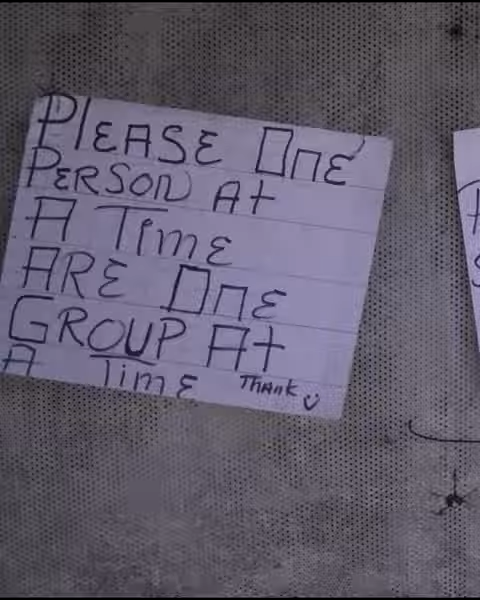 PlEASE ONE
PERSON At
A TimE
ARE ONE
GROUP At
A TimE THANK U